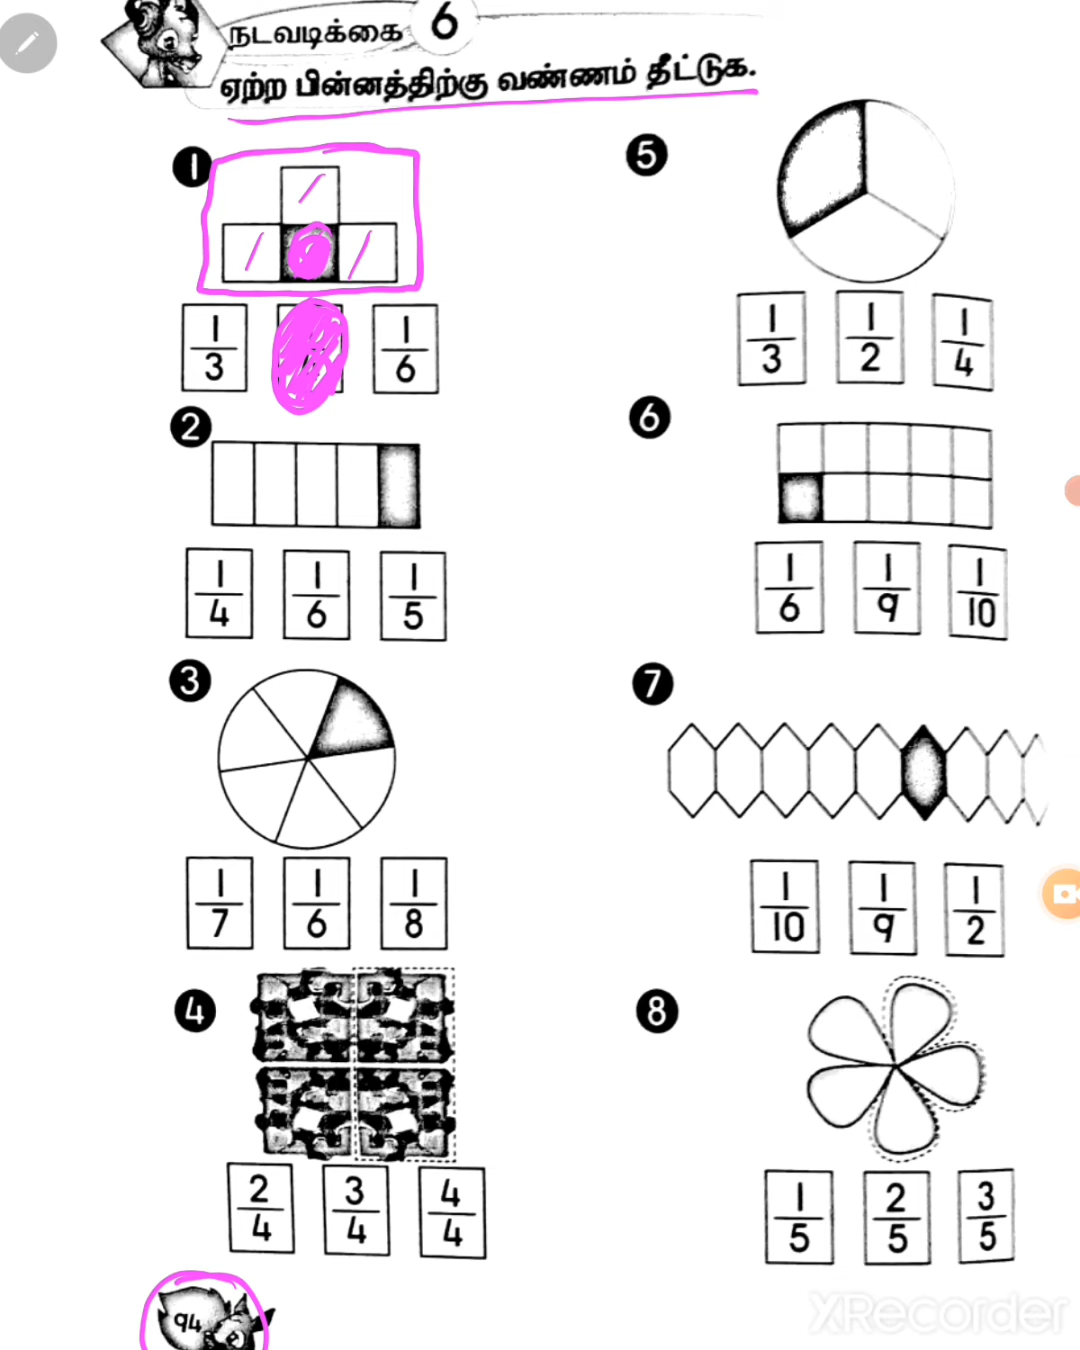 நடவடிக்கை 6
ஏற்ற பின்னத்திற்கு வண்ணம் தீட்டுக.
1
1/3 1/6
2
1/4 1/6 1/5
3
1/7 1/6 1/8
4
2/4 3/4 4/4
5
1/3 1/2 1/4
6
1/6 1/9 1/10
7
1/10 1/9 1/2
8
1/5 2/5 3/5
94
XRecorder